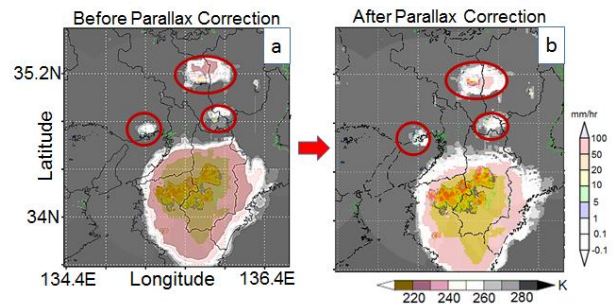 Before Parallax Correction
After Parallax Correction
a
b
35.2N
Latitude
34N
134.4E
Longitude
136.4E
mm/hr
100
50
20
10
5
1
0.1
-0.1
K
220
240
260
280